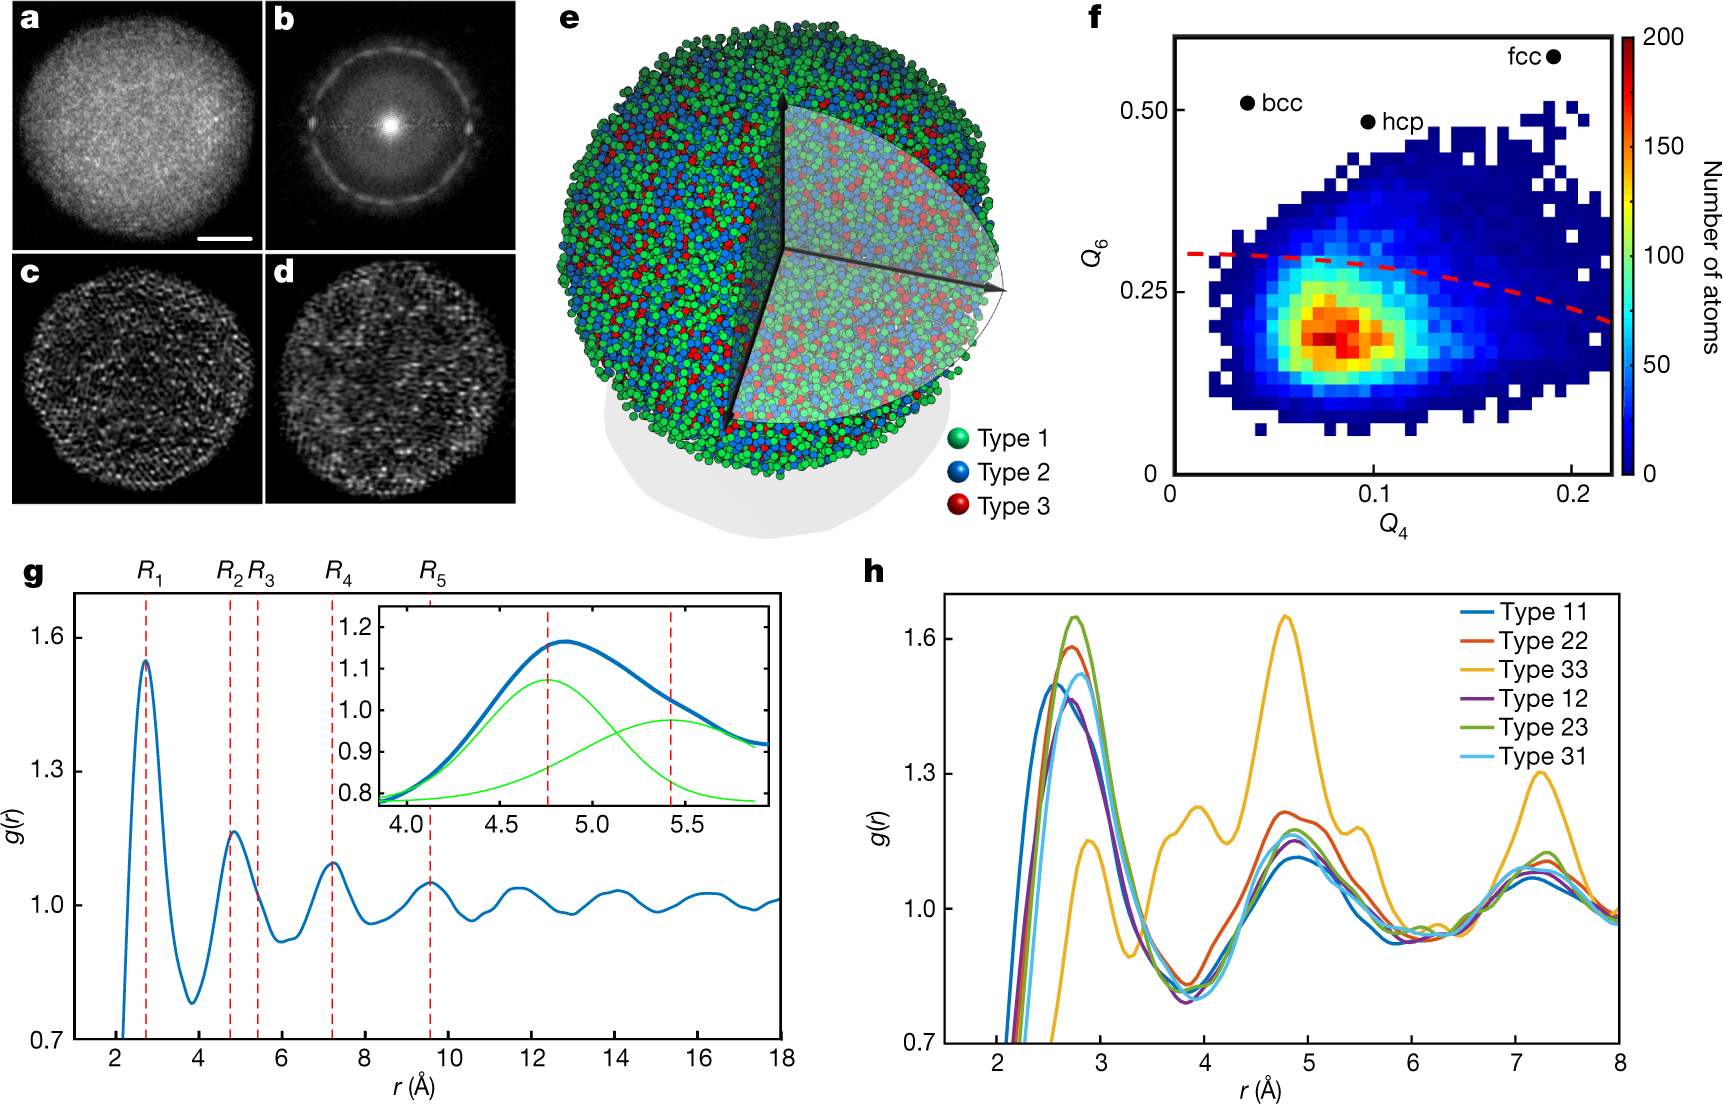 a
b
c
d
e
Type 1
Type 2
Type 3
f
fcc
bcc
hcp
0.50
0.25
0
Q6
0
0.1
0.2
Q4
200
150
100
50
0
Number of atoms
g
R1
R2
R3
R4
R5
1.6
1.3
1.0
0.7
g(r)
2 4 6 8 10 12 14 16 18
r (Å)
1.2
1.1
1.0
0.9
0.8
4.0 4.5 5.0 5.5
h
Type 11
Type 22
Type 33
Type 12
Type 23
Type 31
1.6
1.3
1.0
0.7
g(r)
2 3 4 5 6 7 8
r (Å)